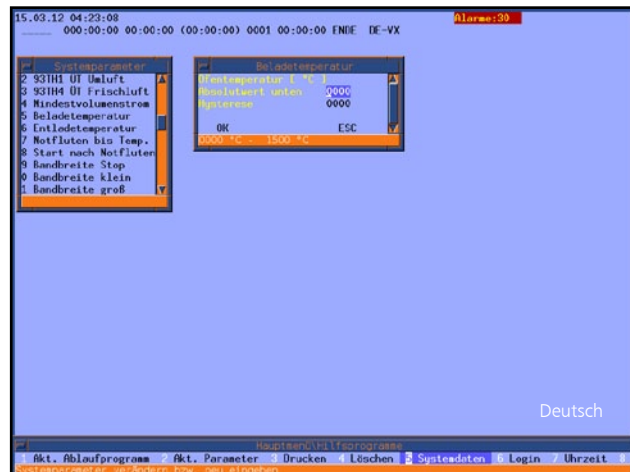 15.03.12 04:23:08
Alarme:30
000:00:00 00:00:00 (00:00:00) 0001 00:00:00 ENDE DE-VX
Systemparameter
2 93TH1 ÜT Umluft
3 93TH4 ÜT Frischluft
4 Mindestvolumenstrom
5 Beladetemperatur
6 Entladetemperatur
7 Notfluten bis Temp.
8 Start nach Notfluten
9 Bandbreite Stop
0 Bandbreite klein
1 Bandbreite groß
Beladetemperatur
Ofentemperatur [ °C ]
Absolutwert unten 0000
Hysterese 0000
OK ESC
0000 °C - 1500 °C
Deutsch
Hauptmenü\Hilfsprogramme
1 Akt. Ablaufprogramm 2 Akt. Parameter 3 Drucken 4 Löschen 5 Systemdaten 6 Login 7 Uhrzeit 8
Systemparameter verändern bzw. neu eingeben